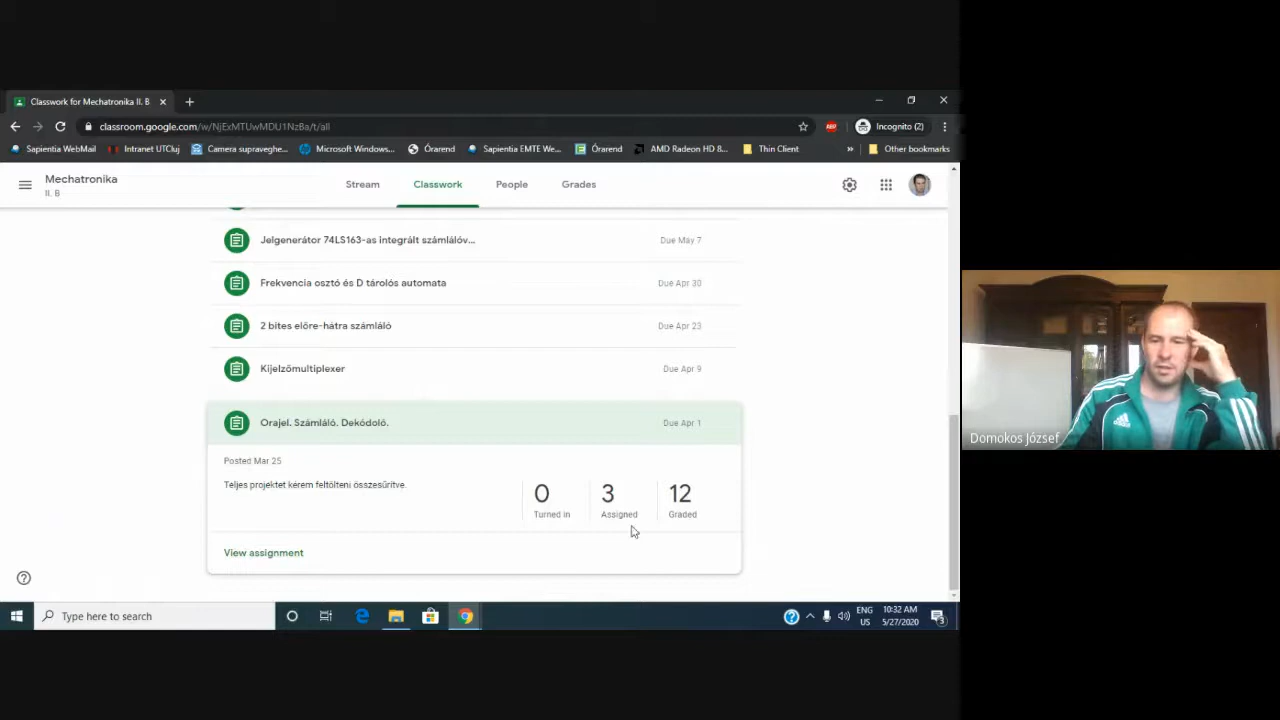 Classwork for Mechatronika II. B
classroom.google.com/w/NjExMTUwMDU1NzBa/t/all
Incognito (2)
Sapientia WebMail
Intranet UTCluj
Camera supraveghe...
Microsoft Windows...
Órarend
Sapientia EMTE We...
Órarend
AMD Radeon HD 8...
Thin Client
»
Other bookmarks
Mechatronika
II. B
Stream
Classwork
People
Grades
Jelgenerátor 74LS163-as integrált számlálóv...
Due May 7
Frekvencia osztó és D tárolós automata
Due Apr 30
2 bites előre-hátra számláló
Due Apr 23
Kijelzőmultiplexer
Due Apr 9
Orajel. Számláló. Dekódoló.
Due Apr 1
Posted Mar 25
Teljes projektet kérem feltölteni összesűrítve.
0
Turned in
3
Assigned
12
Graded
View assignment
Domokos József
Type here to search
ENG
US
10:32 AM
5/27/2020
3